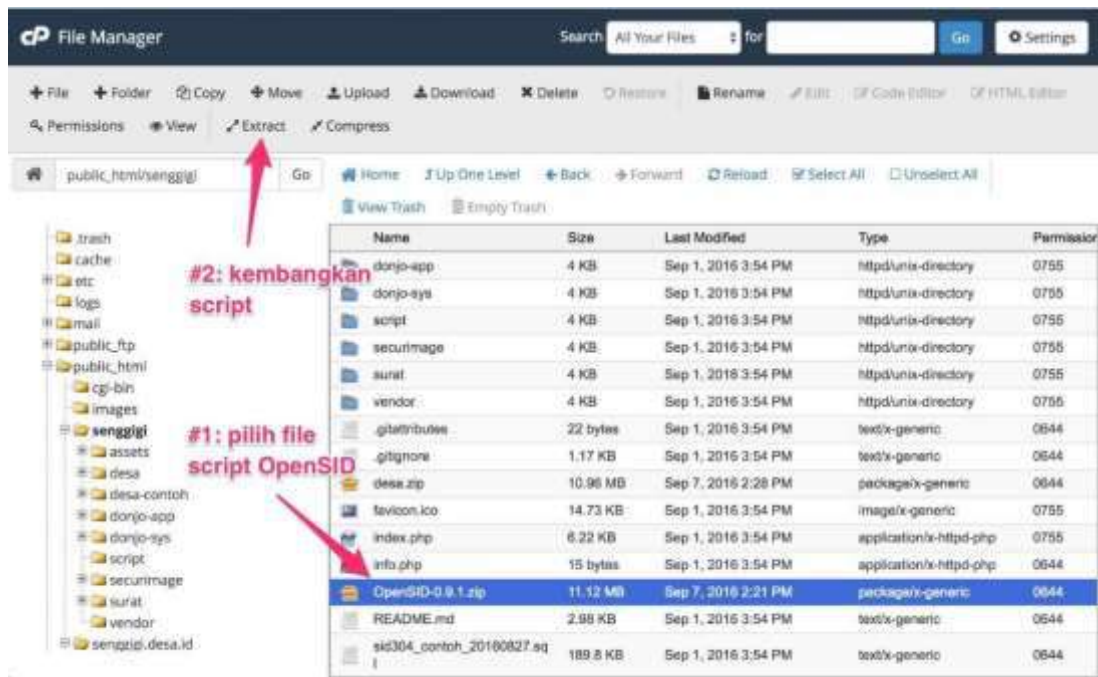 cP File Manager
Search All Your Files for Go Settings
+ File + Folder Copy Move Upload Download Delete Restore Rename Edit Code Editor HTML Editor
Permissions View Extract Compress
public_html/senggigi Go
Home Up One Level Back Forward Reload Select All Unselect All
View Trash Empty Trash
.trash
cache
etc
logs
mail
public_ftp
public_html
cgi-bin
images
senggigi
assets
desa
desa-contoh
donjo-app
donjo-sys
script
securimage
surat
vendor
senggigi.desa.id
#2: kembangkan
script
#1: pilih file
script OpenSID
Name Size Last Modified Type Permission
donjo-app 4 KB Sep 1, 2016 3:54 PM httpd/unix-directory 0755
donjo-sys 4 KB Sep 1, 2016 3:54 PM httpd/unix-directory 0755
script 4 KB Sep 1, 2016 3:54 PM httpd/unix-directory 0755
securimage 4 KB Sep 1, 2016 3:54 PM httpd/unix-directory 0755
surat 4 KB Sep 1, 2016 3:54 PM httpd/unix-directory 0755
vendor 4 KB Sep 1, 2016 3:54 PM httpd/unix-directory 0755
.gitattributes 22 bytes Sep 1, 2016 3:54 PM text/x-generic 0644
.gitignore 1.17 KB Sep 1, 2016 3:54 PM text/x-generic 0644
desa.zip 10.96 MB Sep 7, 2016 2:28 PM package/x-generic 0644
favicon.ico 14.73 KB Sep 1, 2016 3:54 PM image/x-generic 0644
index.php 6.22 KB Sep 1, 2016 3:54 PM application/x-httpd-php 0755
info.php 15 bytes Sep 1, 2016 3:54 PM application/x-httpd-php 0644
OpenSID-0.9.1.zip 11.12 MB Sep 7, 2016 2:21 PM package/x-generic 0644
README.md 2.98 KB Sep 1, 2016 3:54 PM text/x-generic 0644
sid304_contoh_20160827.sq
l 189.8 KB Sep 1, 2016 3:54 PM text/x-generic 0644